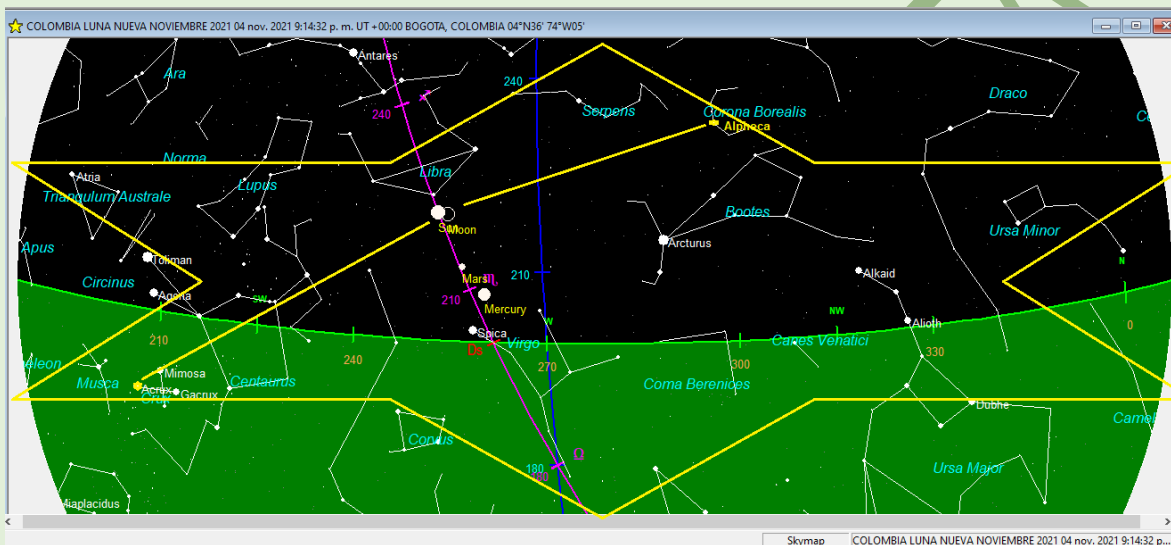 COLOMBIA LUNA NUEVA NOVIEMBRE 2021 04 nov. 2021 9:14:32 p. m. UT +00:00 BOGOTA, COLOMBIA 04°N36' 74°W05'
Antares
Ara
240
240
Draco
Serpens
Corona Borealis
Alphecca
Norma
Libra
Atria
Lupus
Triangulum Australe
Bootes
Sun
Moon
Ursa Minor
Arcturus
Apus
Toliman
N
Circinus
Mars
♏
210
Alkaid
Agena
SW
210
Mercury
210
Spica
W
NW
Alioth
0
Ds
Virgo
Canes Venatici
240
270
300
330
Mimosa
Musca
Centaurus
Coma Berenices
Acrux
Gacrux
Crux
Dubhe
Corvus
180
180
Ω
Ursa Major
Miaplacidus
Skymap
COLOMBIA LUNA NUEVA NOVIEMBRE 2021 04 nov. 2021 9:14:32 p...